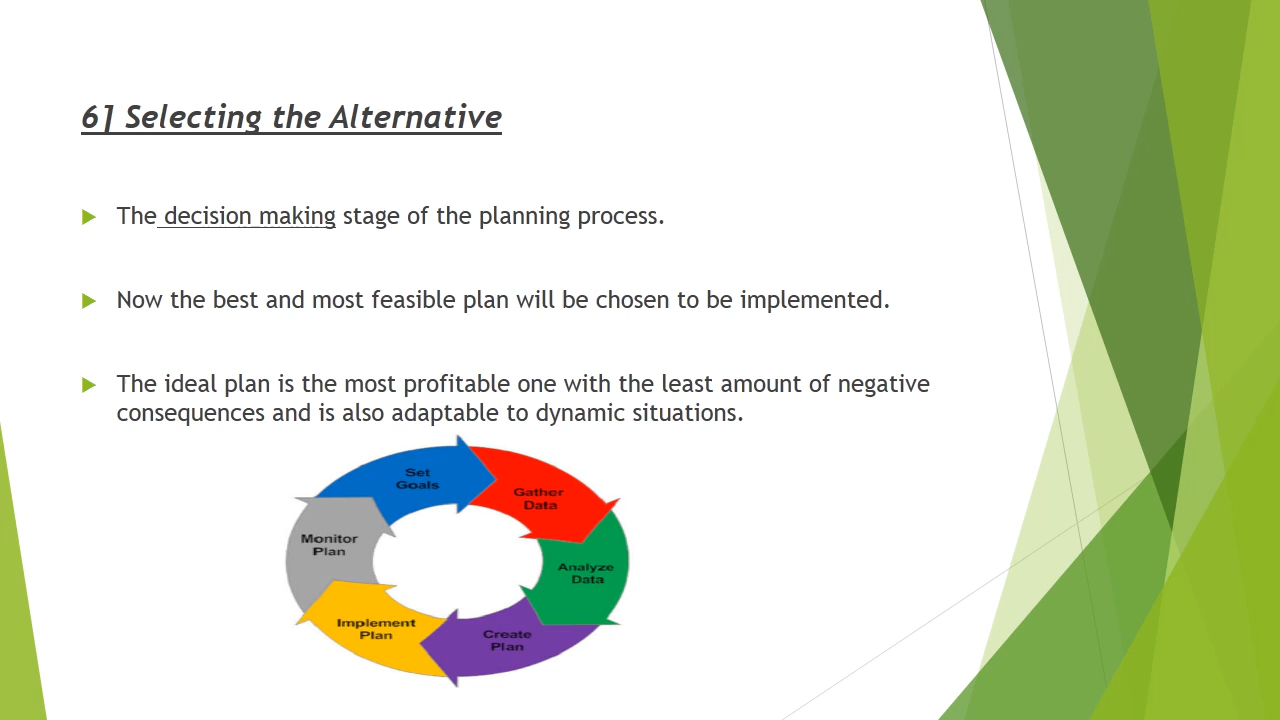 6] Selecting the Alternative
The decision making stage of the planning process.
Now the best and most feasible plan will be chosen to be implemented.
The ideal plan is the most profitable one with the least amount of negative
consequences and is also adaptable to dynamic situations.
Set
Goals
Gather
Data
Analyze
Data
Create
Plan
Implement
Plan
Monitor
Plan